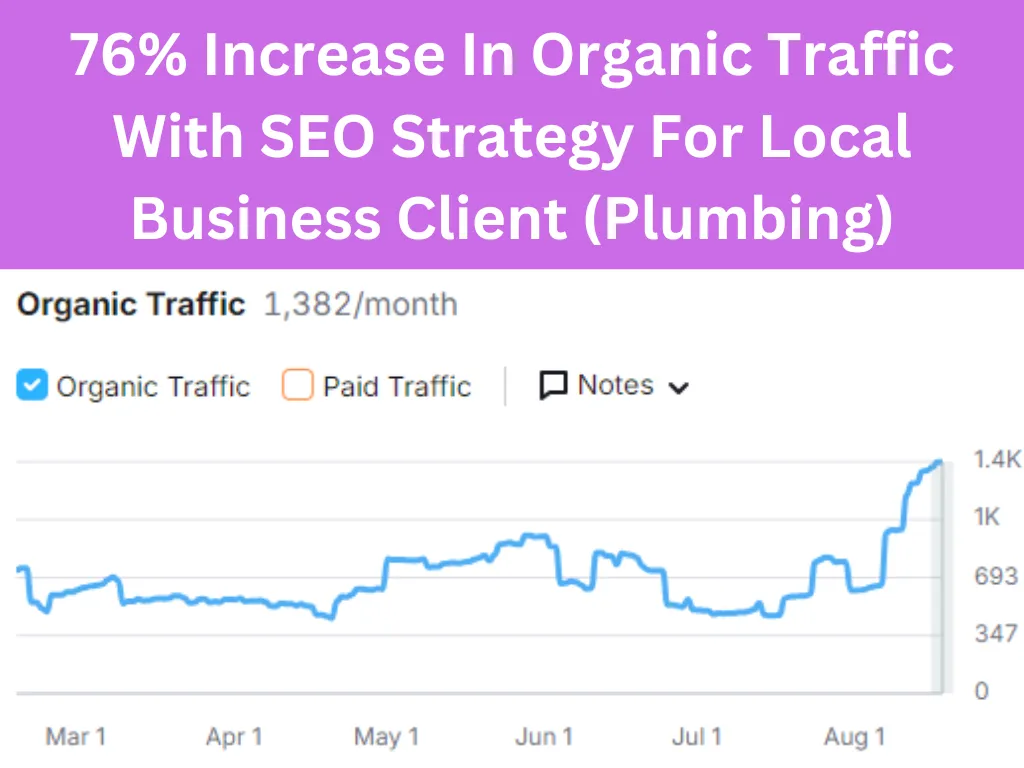 76% Increase In Organic Traffic
With SEO Strategy For Local
Business Client (Plumbing)
Organic Traffic 1,382/month
Organic Traffic Paid Traffic Notes
1.4K
1K
693
347
0
Mar 1 Apr 1 May 1 Jun 1 Jul 1 Aug 1